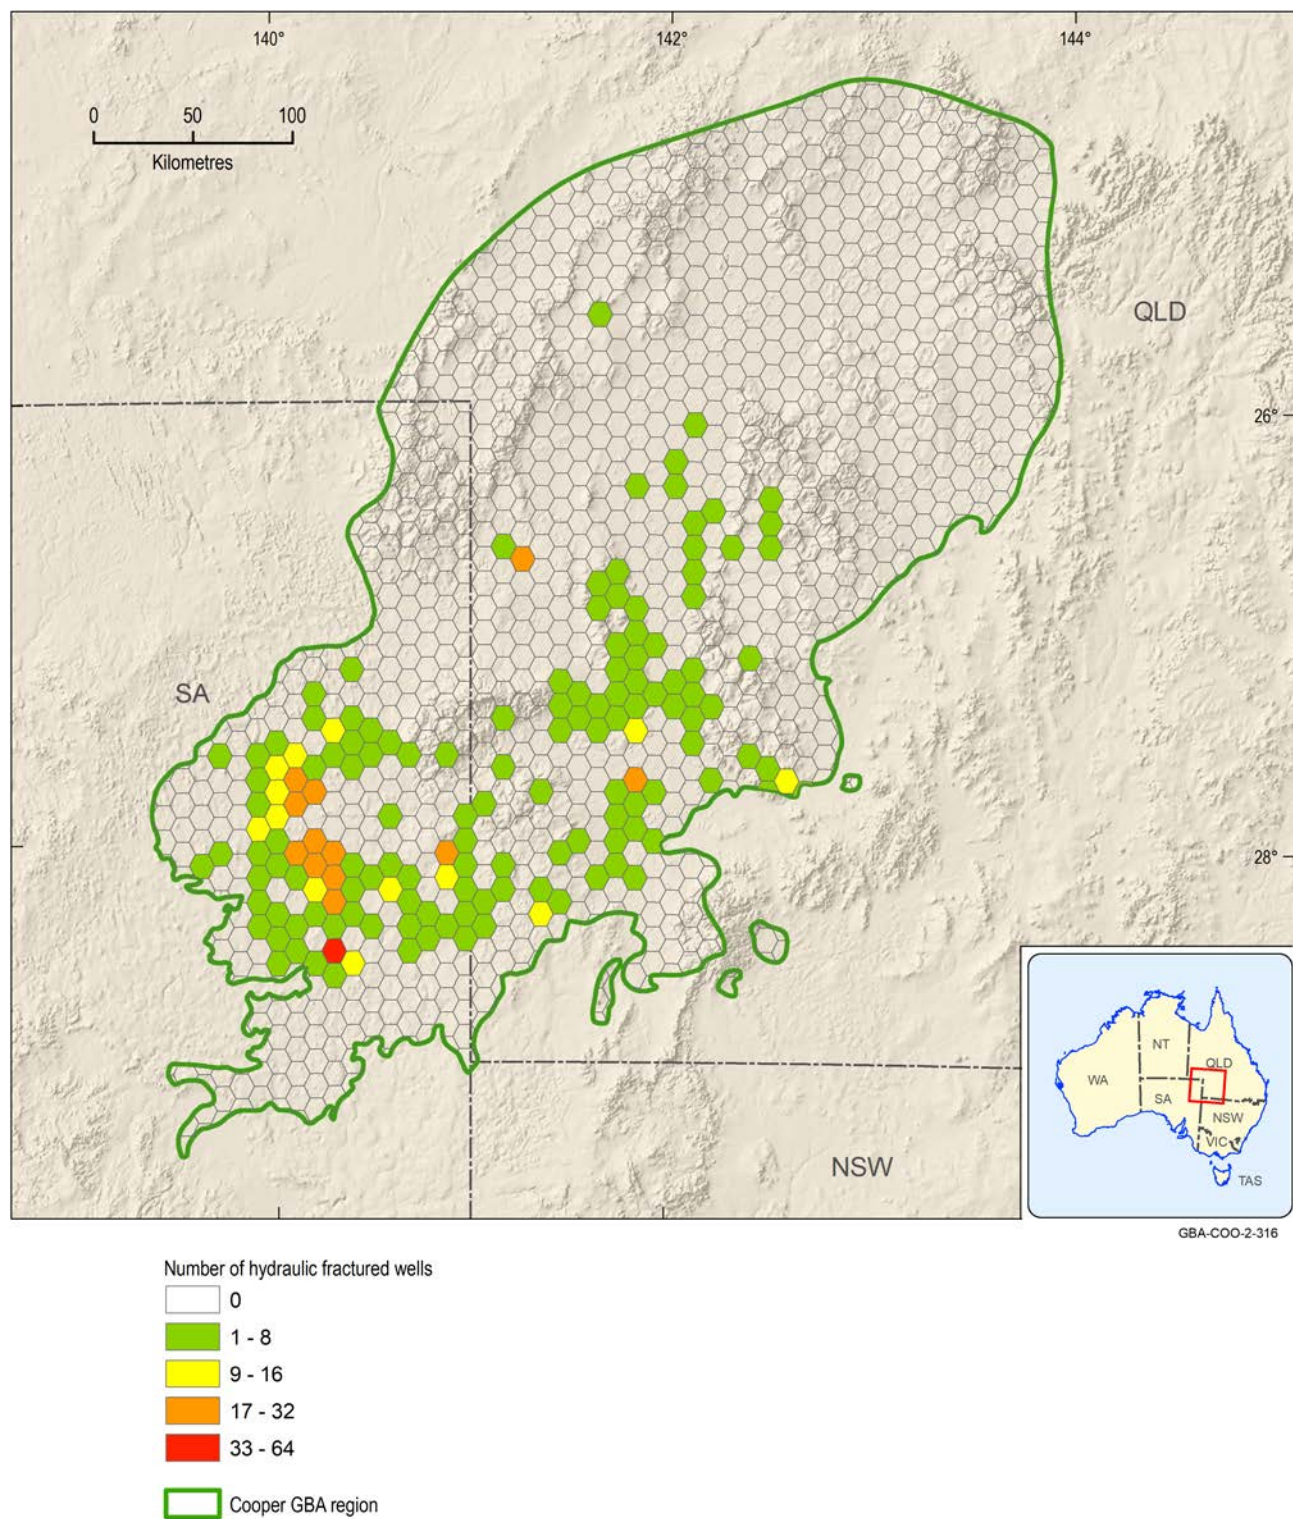 140°
142°
144°
0
50
100
Kilometres
QLD
26°
SA
28°
NSW
NT
QLD
WA
SA
NSW
VIC
TAS
GBA-COO-2-316
Number of hydraulic fractured wells
0
1 - 8
9 - 16
17 - 32
33 - 64
Cooper GBA region